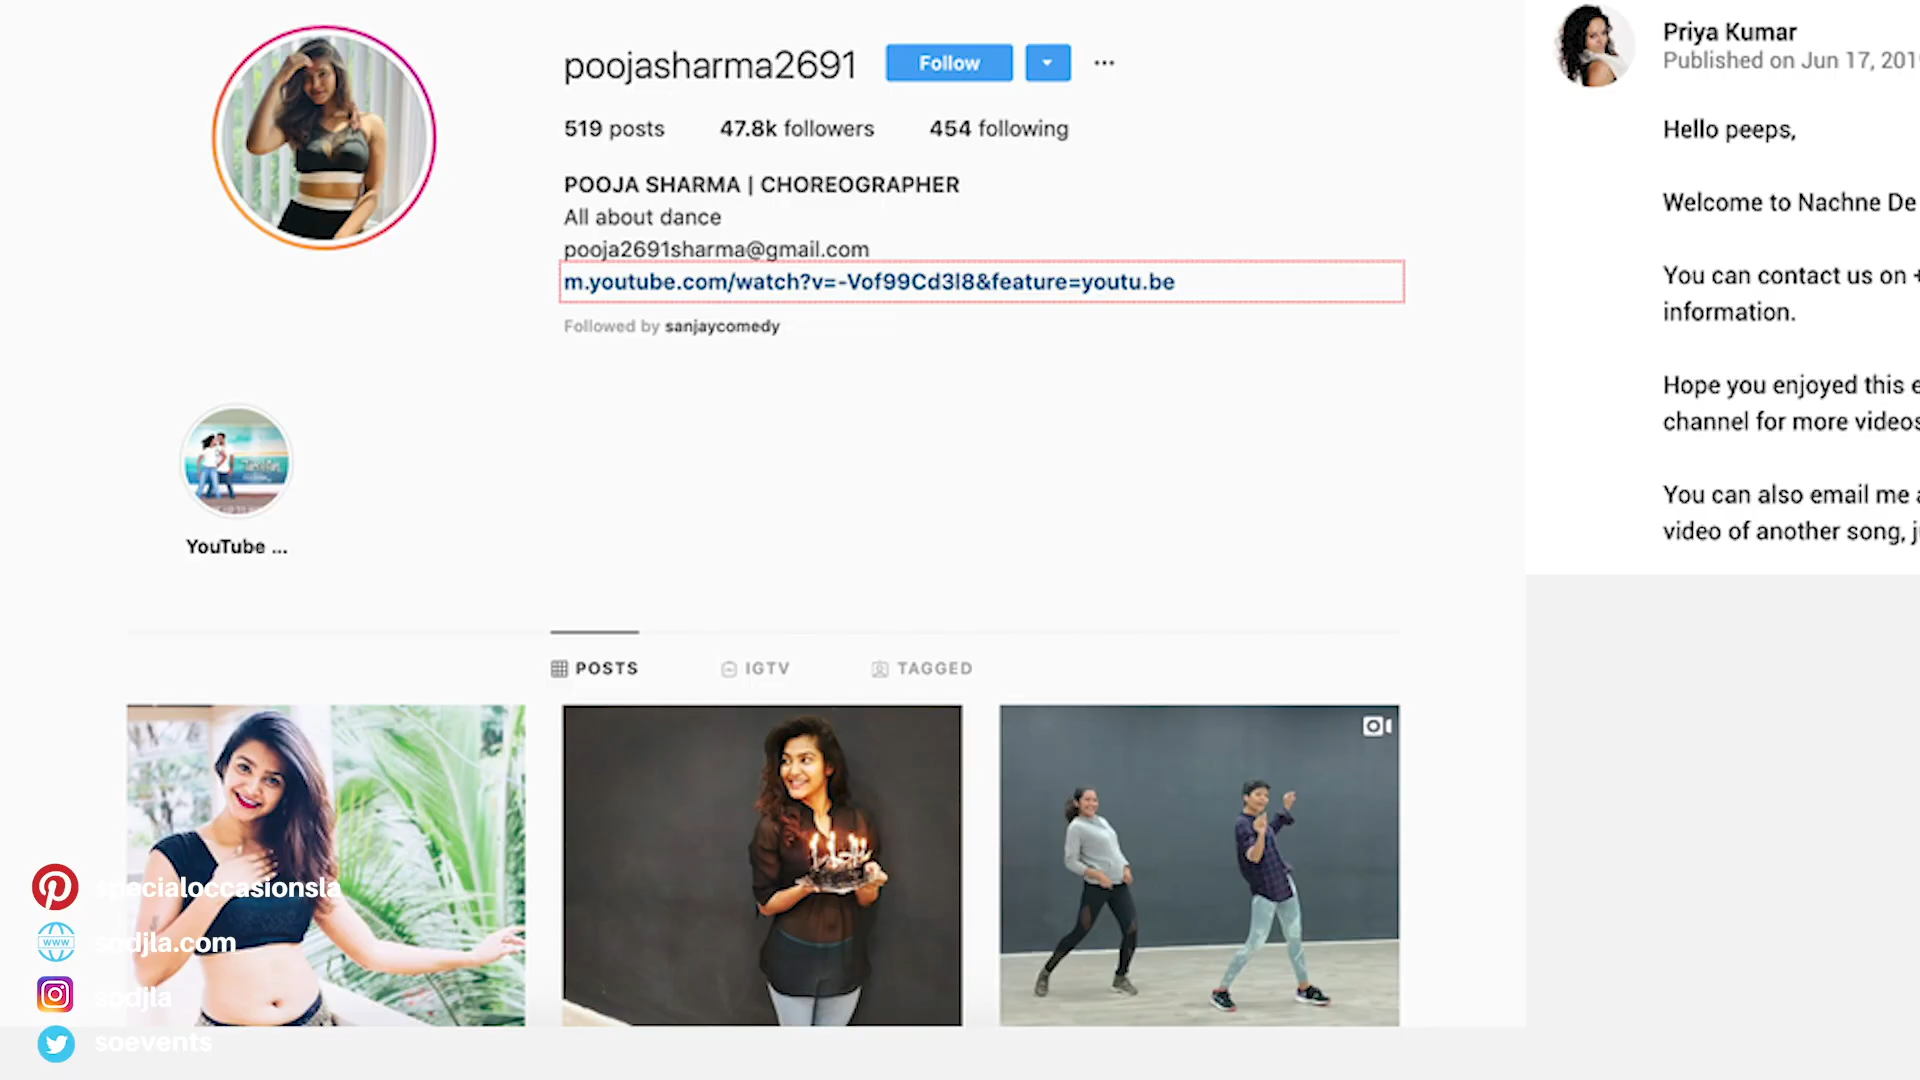 poojasharma2691 Follow
519 posts 47.8k followers 454 following
POOJA SHARMA | CHOREOGRAPHER
All about dance
pooja2691sharma@gmail.com
m.youtube.com/watch?v=-Vof99Cd3l8&feature=youtu.be
Followed by sanjaycomedy
YouTube ...
POSTS IGTV TAGGED
Priya Kumar
Published on Jun 17, 201
Hello peeps,
Welcome to Nachne De
You can contact us on +
information.
Hope you enjoyed this e
channel for more videos
You can also email me a
video of another song, j
specialoccasionsla
www
sodjla.com
sodjla
soevents